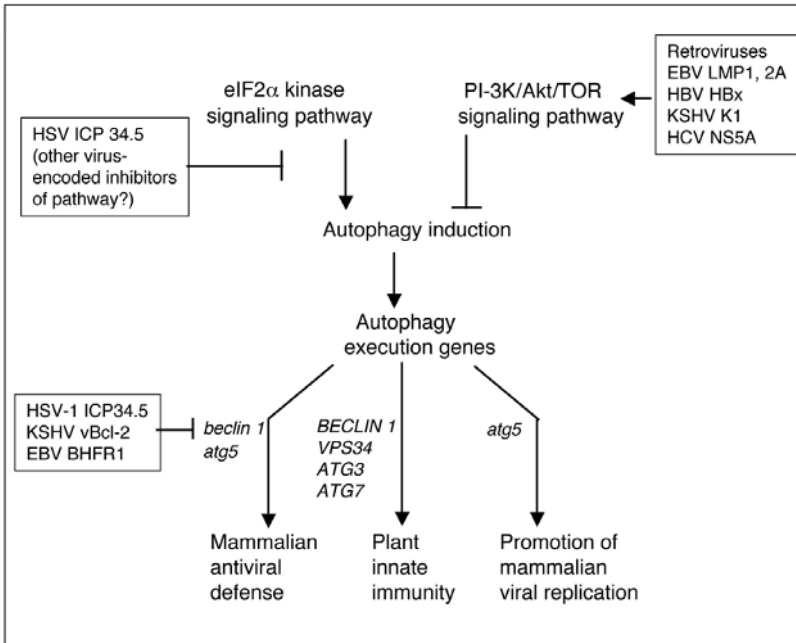 Retroviruses
EBV LMP1, 2A
HBV HBx
KSHV K1
HCV NS5A
eIF2α kinase
signaling pathway
PI-3K/Akt/TOR
signaling pathway
HSV ICP 34.5
(other virus-
encoded inhibitors
of pathway?)
Autophagy induction
Autophagy
execution genes
HSV-1 ICP34.5
KSHV vBcl-2
EBV BHFR1
beclin 1
atg5
BECLIN 1
VPS34
ATG3
ATG7
atg5
Mammalian
antiviral
defense
Plant
innate
immunity
Promotion of
mammalian
viral replication